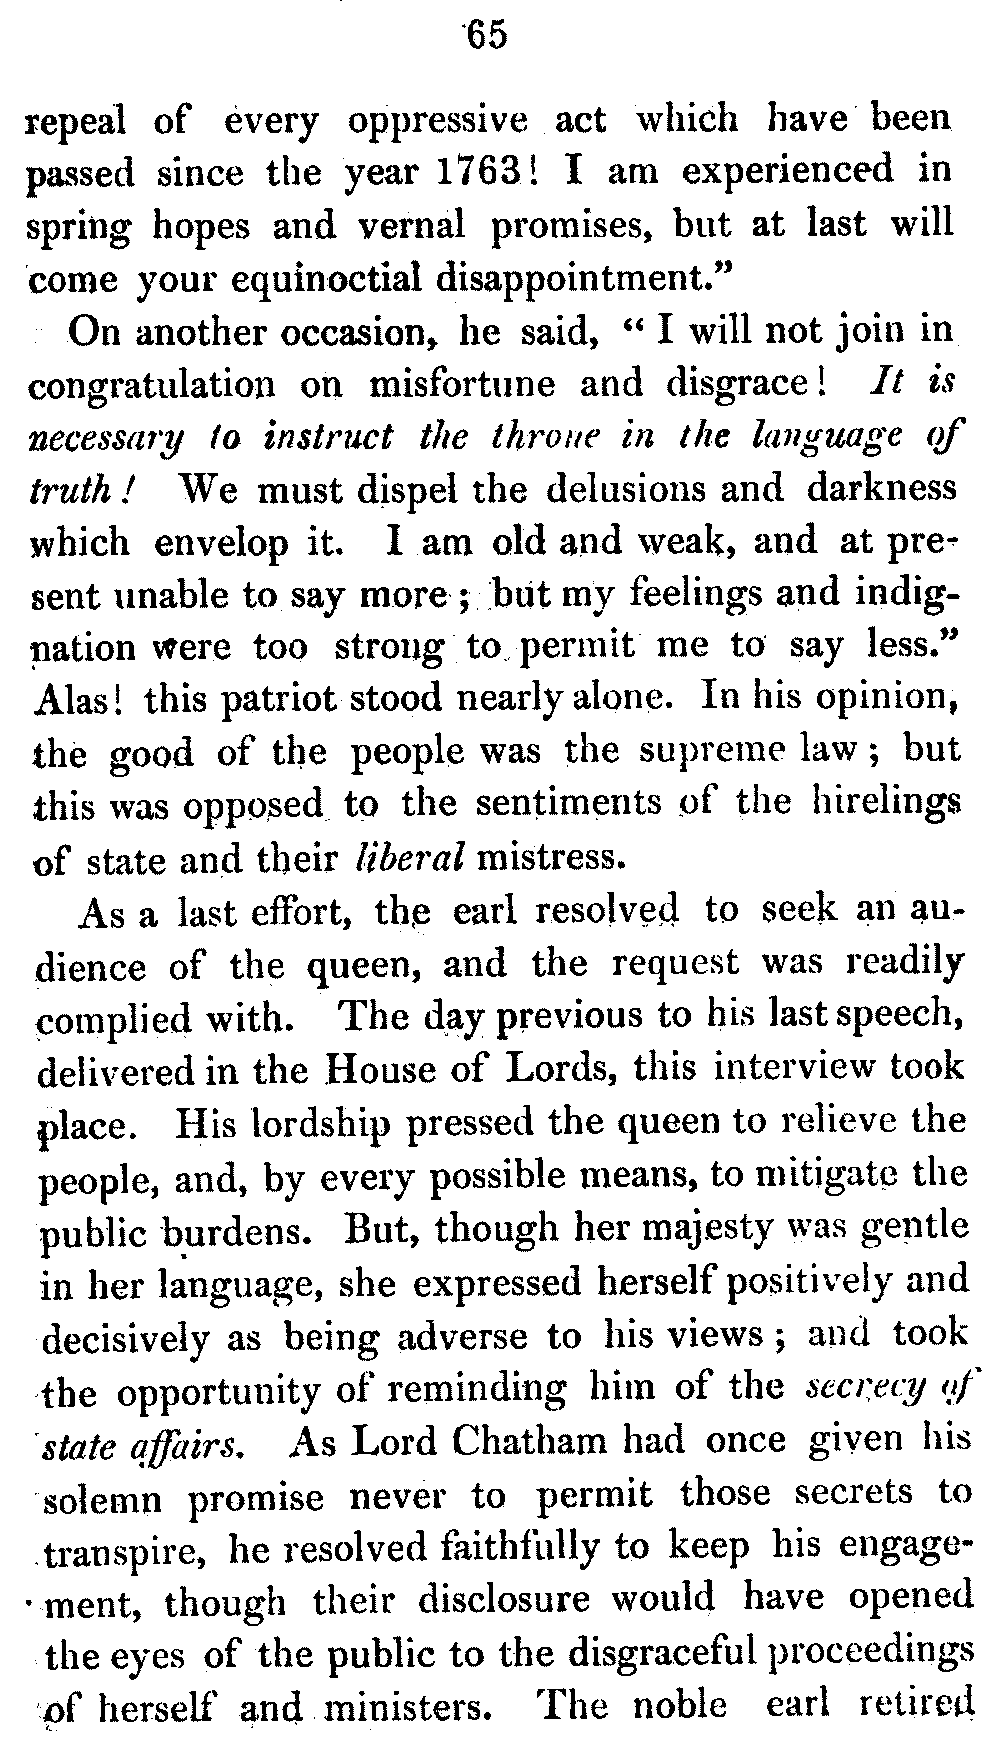 65
repeal of every oppressive act which have been
passed since the year 1763! I am experienced in
spring hopes and vernal promises, but at last will
come your equinoctial disappointment.”
On another occasion, he said, “ I will not join in
congratulation on misfortune and disgrace! It is
necessary to instruct the throne in the language of
truth! We must dispel the delusions and darkness
which envelop it. I am old and weak, and at pre-
sent unable to say more; but my feelings and indig-
nation were too strong to permit me to say less.”
Alas! this patriot stood nearly alone. In his opinion,
the good of the people was the supreme law; but
this was opposed to the sentiments of the hirelings
of state and their liberal mistress.
As a last effort, the earl resolved to seek an au-
dience of the queen, and the request was readily
complied with. The day previous to his last speech,
delivered in the House of Lords, this interview took
place. His lordship pressed the queen to relieve the
people, and, by every possible means, to mitigate the
public burdens. But, though her majesty was gentle
in her language, she expressed herself positively and
decisively as being adverse to his views; and took
the opportunity of reminding him of the secrecy of
state affairs. As Lord Chatham had once given his
solemn promise never to permit those secrets to
transpire, he resolved faithfully to keep his engage-
ment, though their disclosure would have opened
the eyes of the public to the disgraceful proceedings
of herself and ministers. The noble earl retired